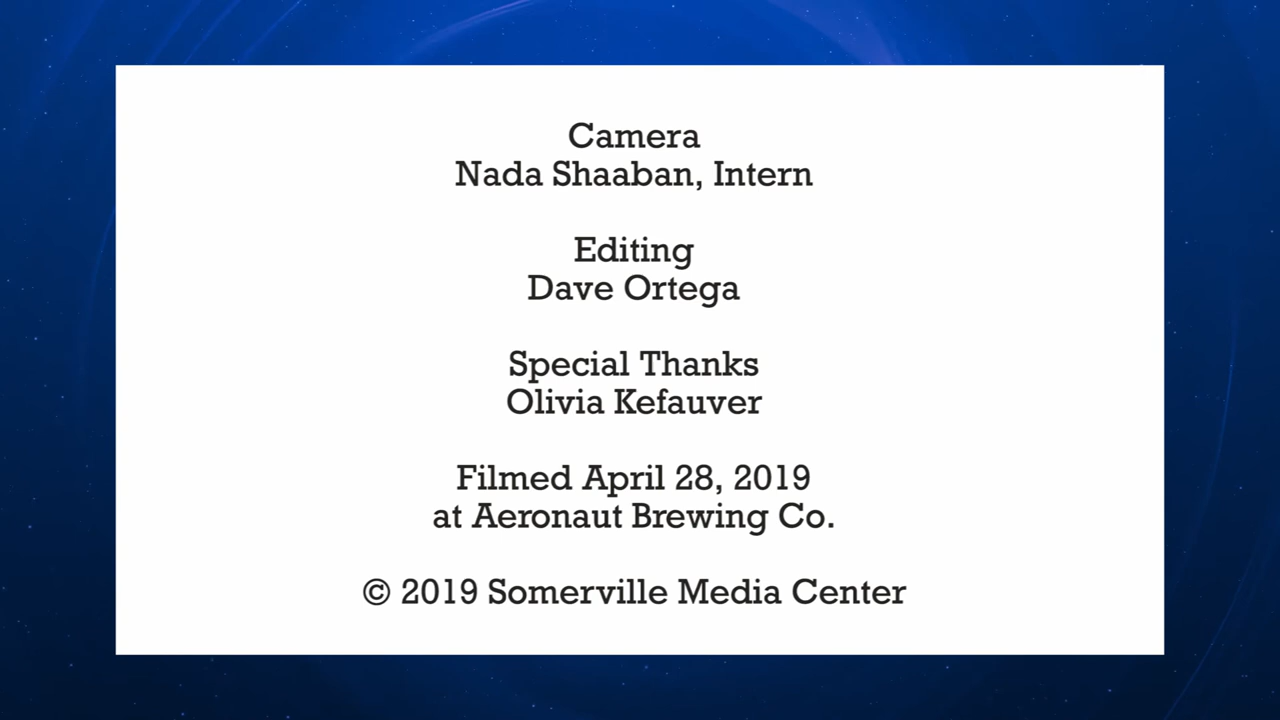 Camera
Nada Shaaban, Intern
Editing
Dave Ortega
Special Thanks
Olivia Kefauver
Filmed April 28, 2019
at Aeronaut Brewing Co.
© 2019 Somerville Media Center